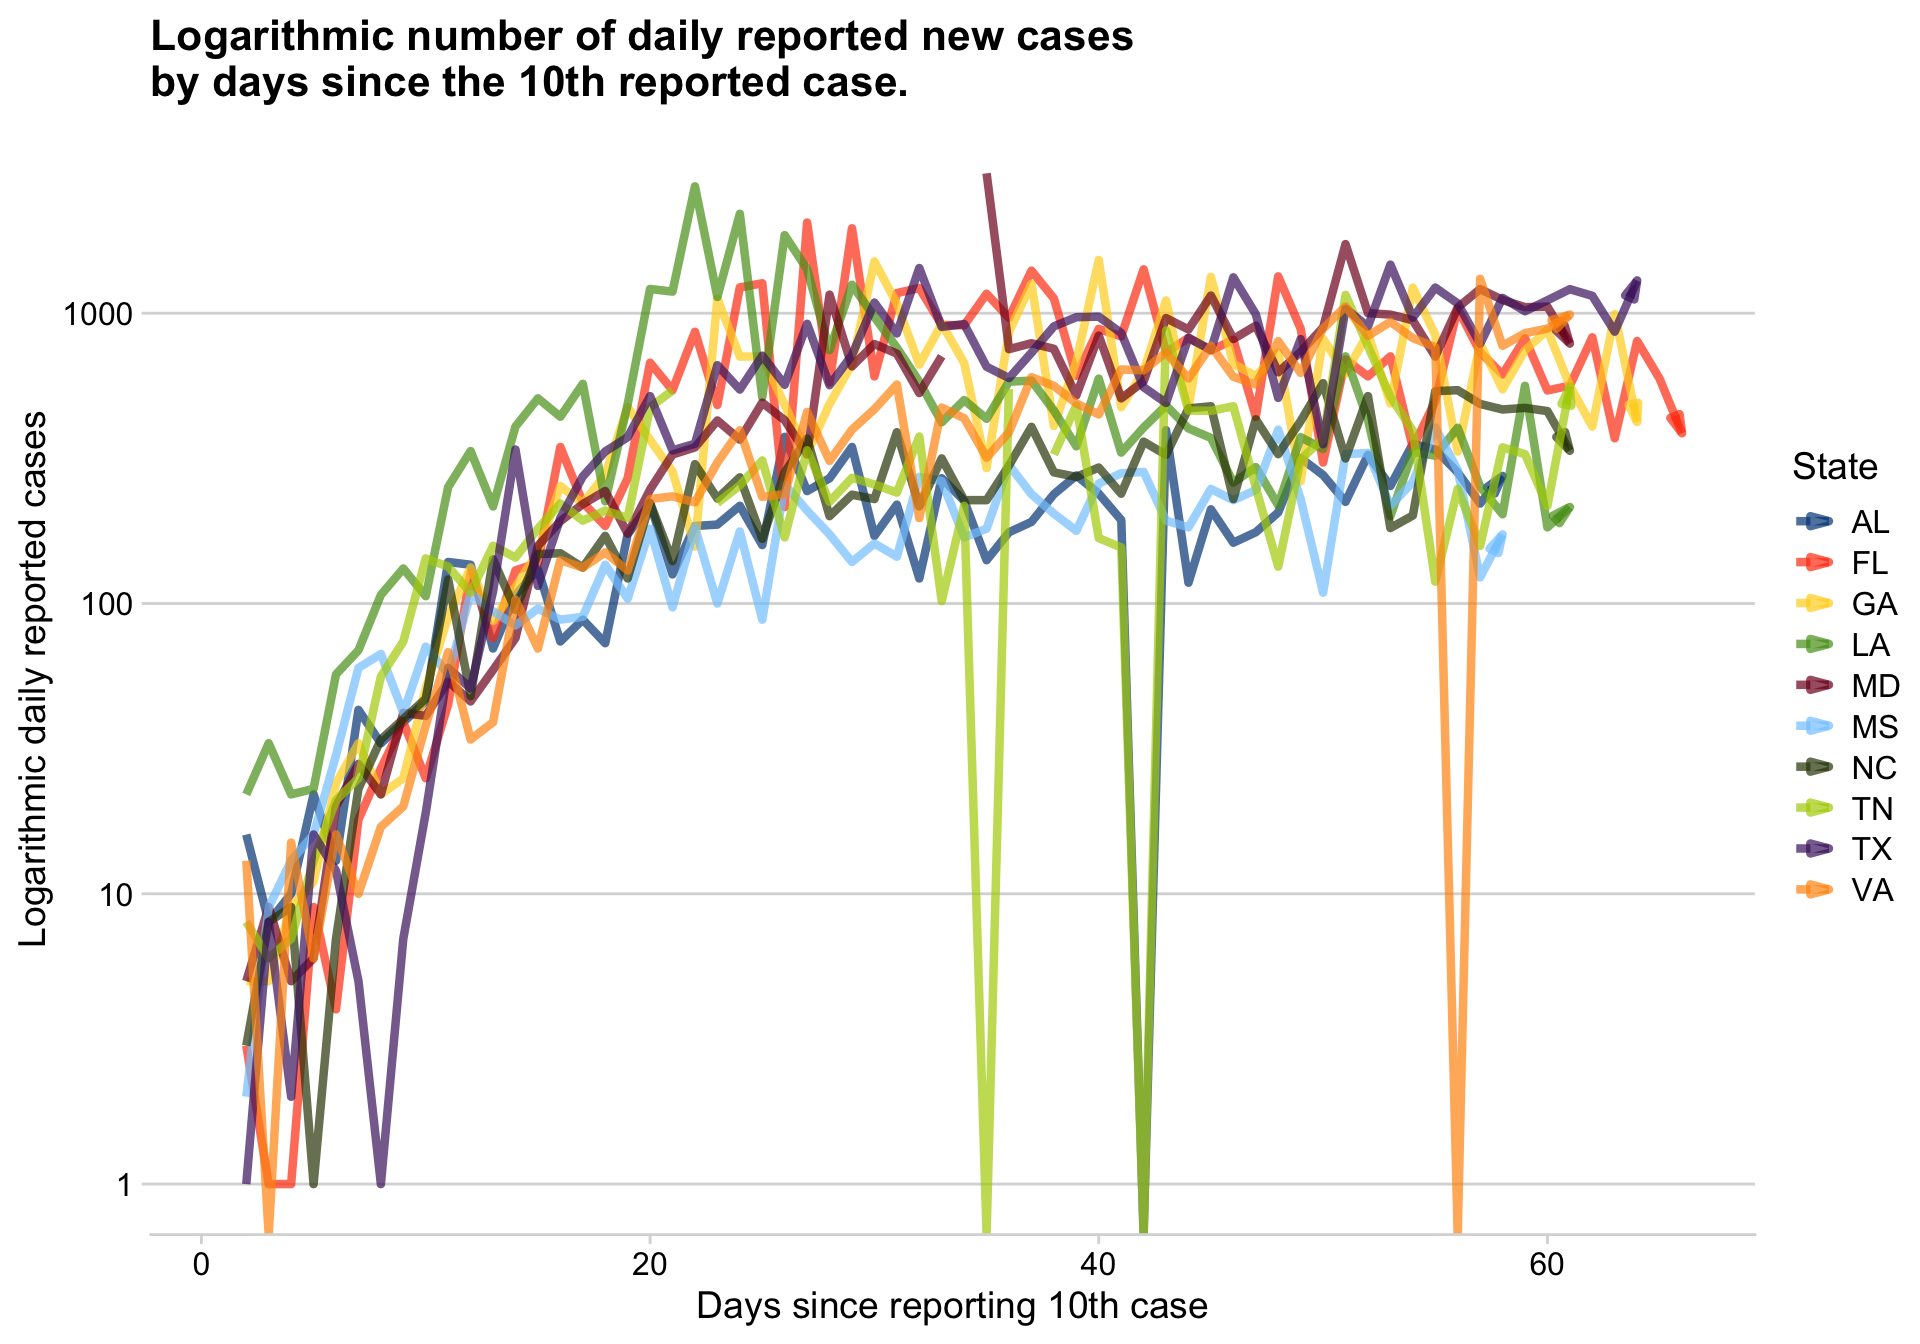 Logarithmic number of daily reported new cases
by days since the 10th reported case.
Logarithmic daily reported cases
1000
100
10
1
0
20
40
60
Days since reporting 10th case
State
AL
FL
GA
LA
MD
MS
NC
TN
TX
VA